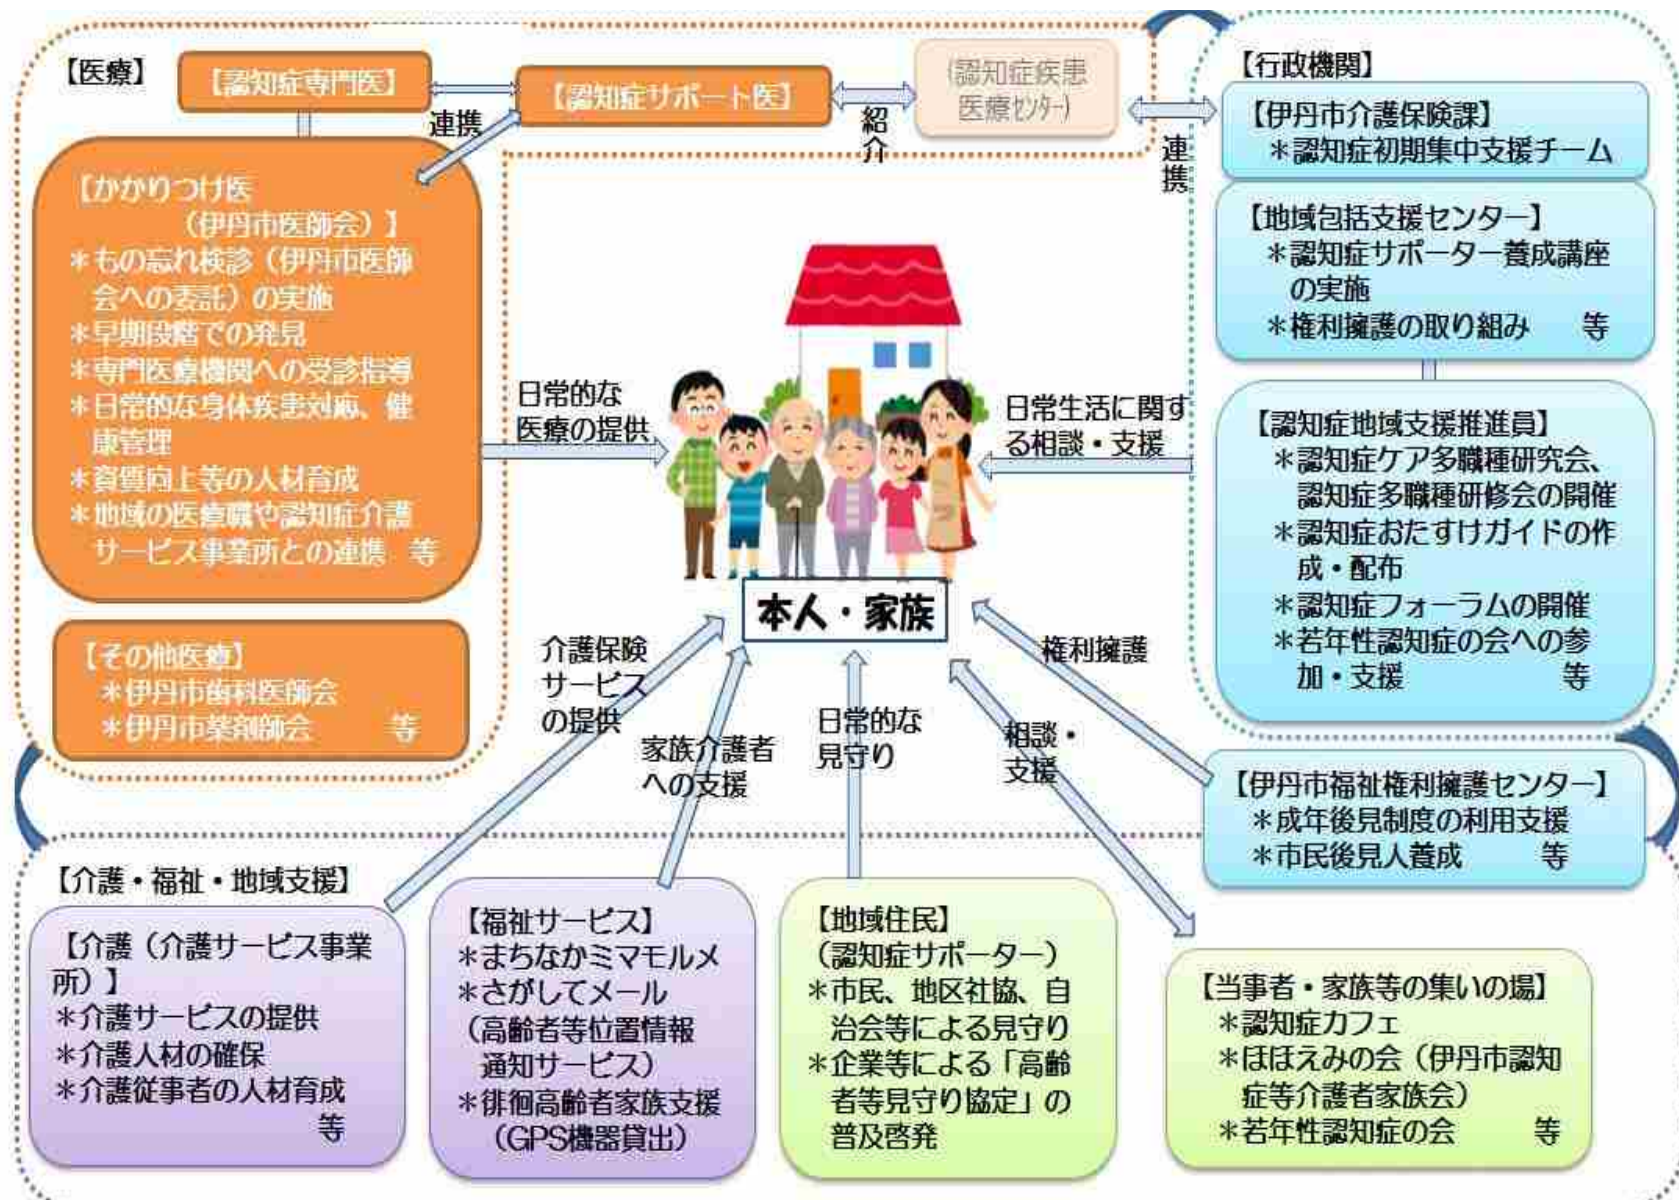 【医療】
【認知症専門医】
【認知症サポート医】
(認知症疾患
医療センター)
連携
紹
介
連
携
【行政機関】
【伊丹市介護保険課】
＊認知症初期集中支援チーム
【地域包括支援センター】
＊認知症サポーター養成講座
の実施
＊権利擁護の取り組み　　等
【認知症地域支援推進員】
＊認知症ケア多職種研究会、
認知症多職種研修会の開催
＊認知症おたすけガイドの作
成・配布
＊認知症フォーラムの開催
＊若年性認知症の会への参
加・支援　　等
【かかりつけ医
（伊丹市医師会）】
＊もの忘れ検診（伊丹市医師
会への委託）の実施
＊早期段階での発見
＊専門医療機関への受診指導
＊日常的な身体疾患対応、健
康管理
＊資質向上等の人材育成
＊地域の医療職や認知症介護
サービス事業所との連携　等
【その他医療】
＊伊丹市歯科医師会
＊伊丹市薬剤師会　　等
日常的な
医療の提供
日常生活に関す
る相談・支援
本人・家族
介護保険
サービス
の提供
家族介護者
への支援
日常的な
見守り
相談・
支援
権利擁護
【伊丹市福祉権利擁護センター】
＊成年後見制度の利用支援
＊市民後見人養成　　等
【介護・福祉・地域支援】
【介護（介護サービス事業
所）】
＊介護サービスの提供
＊介護人材の確保
＊介護従事者の人材育成
等
【福祉サービス】
＊まちなかミマモルメ
＊さがしてメール
（高齢者等位置情報
通知サービス）
＊徘徊高齢者家族支援
（GPS機器貸出）
【地域住民】
（認知症サポーター）
＊市民、地区社協、自
治会等による見守り
＊企業等による「高齢
者等見守り協定」の
普及啓発
【当事者・家族等の集いの場】
＊認知症カフェ
＊ほほえみの会（伊丹市認知
症等介護者家族会）
＊若年性認知症の会　　等